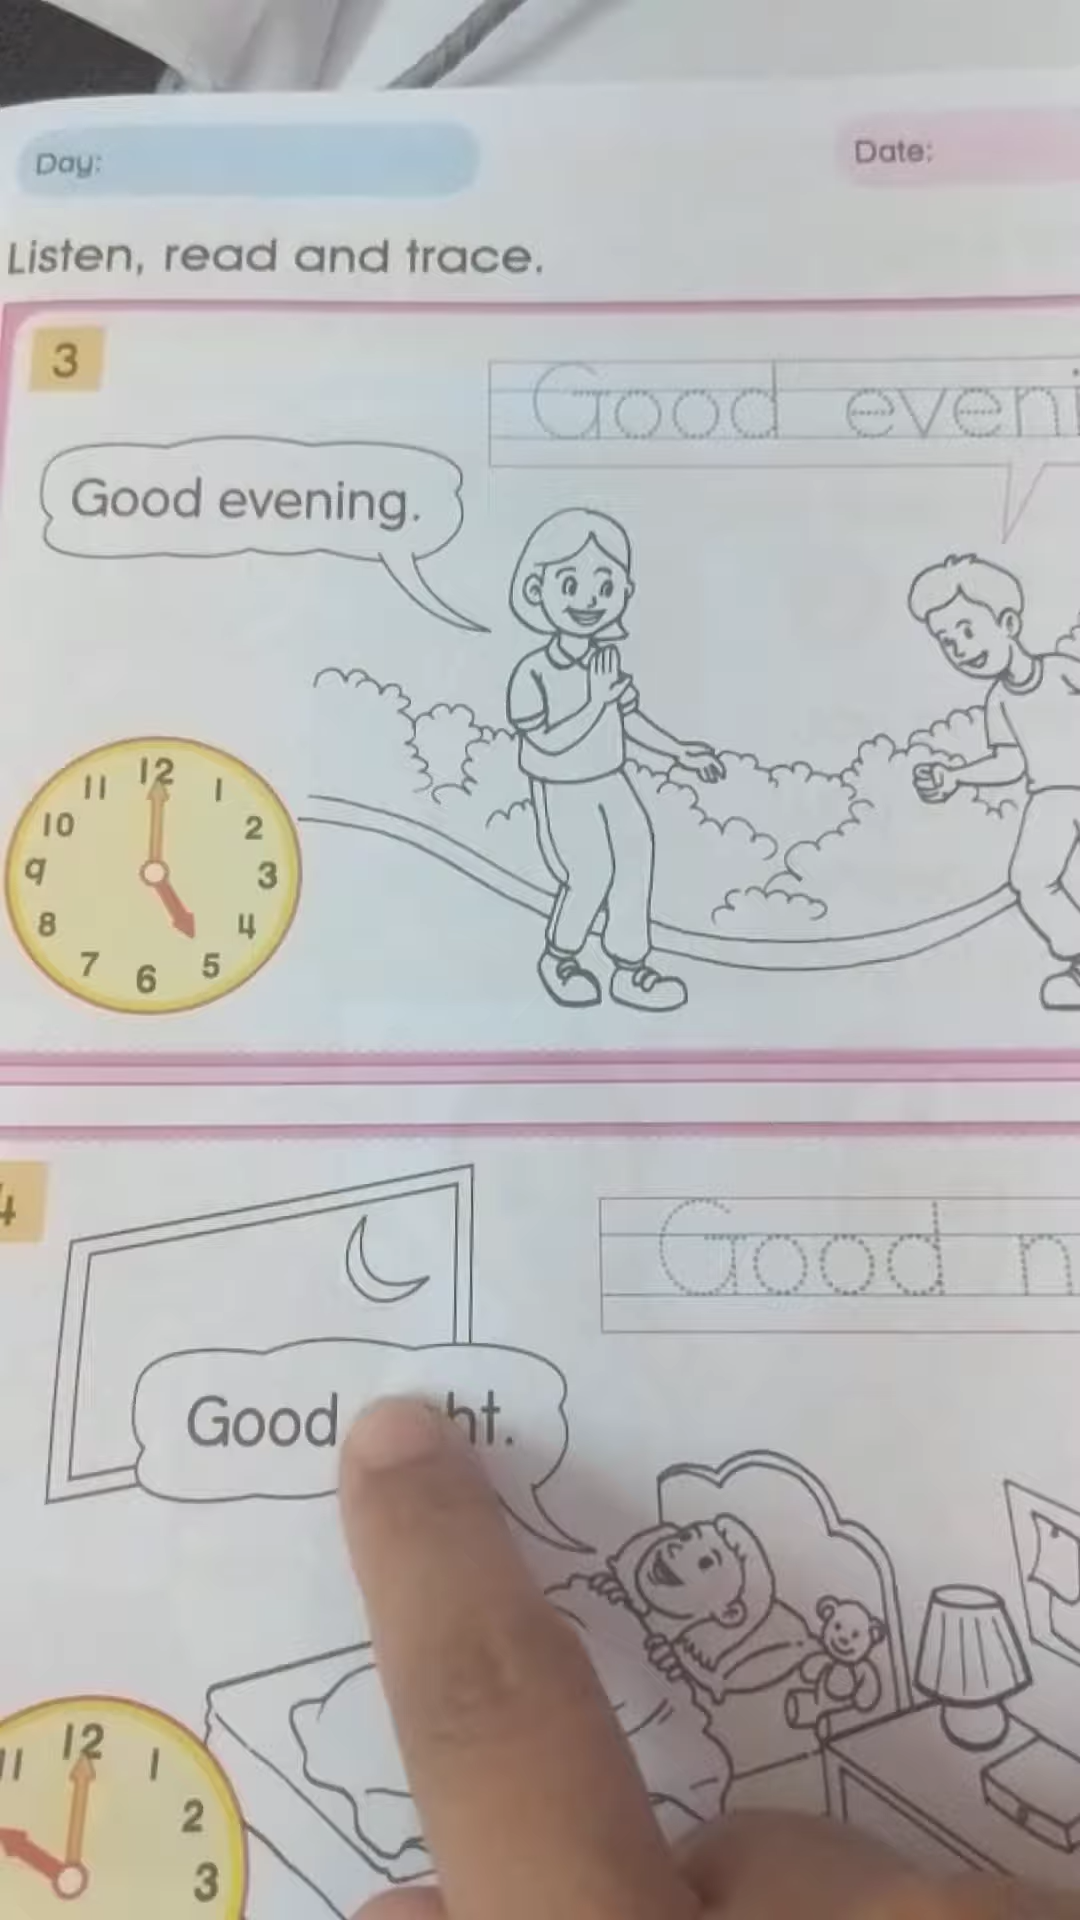 Day:
Date:
Listen, read and trace.
3
Good eveni
Good evening.
12
11
1
10
2
9
3
8
4
7
5
6
4
Good n
Good ht.
12
11
1
2
3